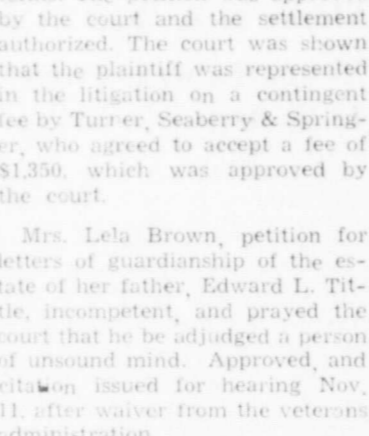 by the court and the settlement
authorized. The court was shown
that the plaintiff was represented
in the litigation on a contingent
fee by Turner, Seaberry & Spring-
er, who agreed to accept a fee of
$1,350, which was approved by
the court.
Mrs. Lela Brown, petition for
letters of guardianship of the es-
tate of her father, Edward L. Tit-
tle, incompetent, and prayed the
court that he be adjudged a person
of unsound mind. Approved, and
citation issued for hearing Nov.
11, after waiver from the veterons
administration